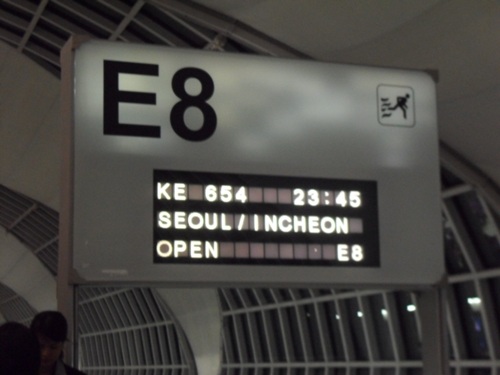 E8
KE 654 23:45
SEOUL/INCHEON
OPEN E8